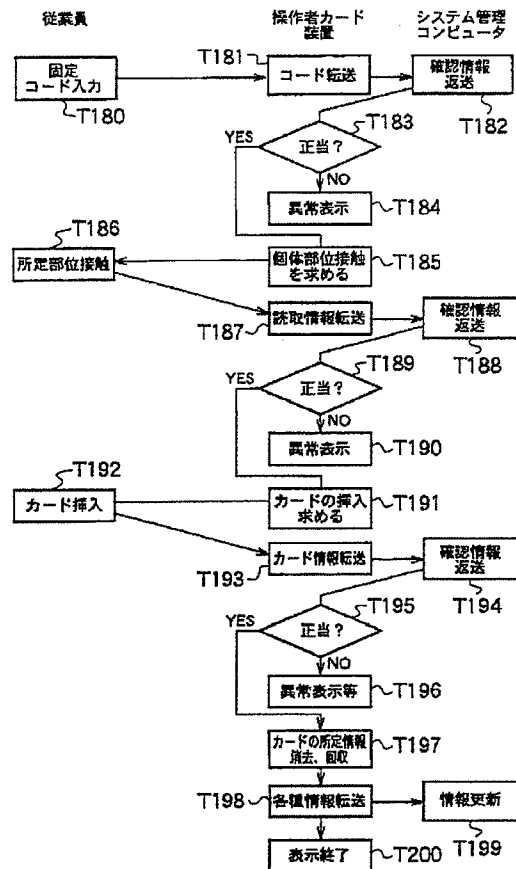 従業員
操作者カード
装置
システム管理
コンピュータ
固定
コード入力
T180
T181
コード転送
確認情報
返送
T182
T183
YES
正当?
NO
異常表示
T184
T186
所定部位接触
個体部位接触
を求める
T185
読取情報転送
T187
確認情報
返送
T188
T189
YES
正当?
NO
異常表示
T190
T192
カード挿入
カードの挿入
求める
T191
カード情報転送
T193
確認情報
返送
T194
T195
YES
正当?
NO
異常表示等
T196
カードの所定情報
消去、回収
T197
T198
各種情報転送
情報更新
T199
表示終了
T200